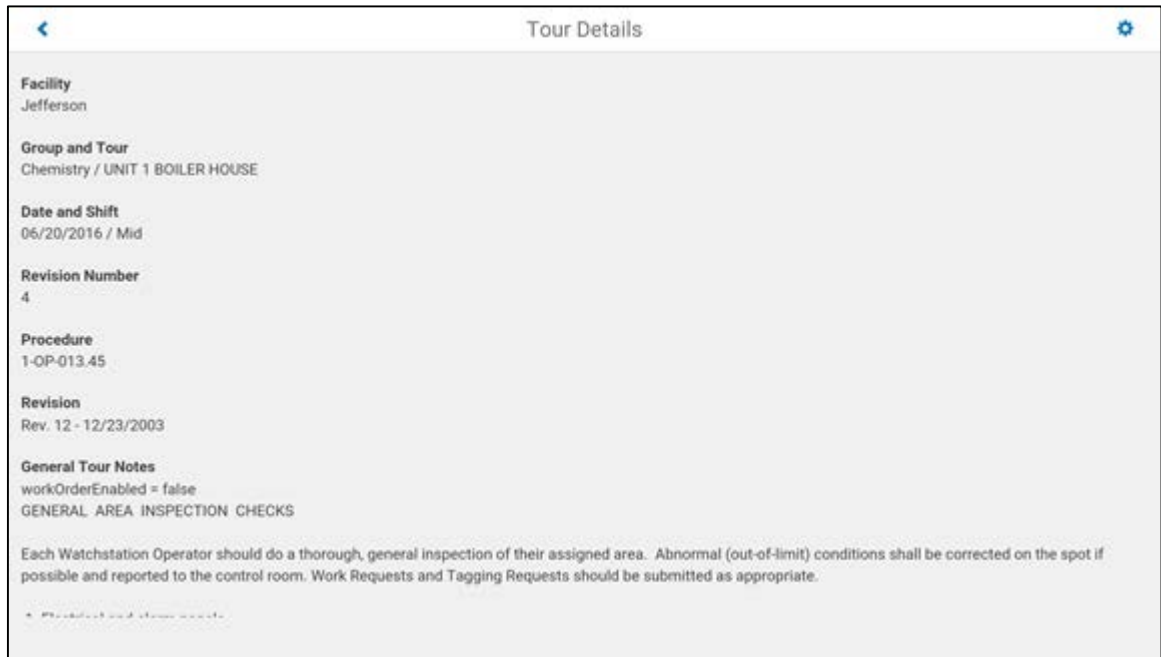 Tour Details
Facility
Jefferson
Group and Tour
Chemistry / UNIT 1 BOILER HOUSE
Date and Shift
06/20/2016 / Mid
Revision Number
4
Procedure
1-OP-013.45
Revision
Rev. 12 - 12/23/2003
General Tour Notes
workOrderEnabled = false
GENERAL AREA INSPECTION CHECKS
Each Watchstation Operator should do a thorough, general inspection of their assigned area. Abnormal (out-of-limit) conditions shall be corrected on the spot if
possible and reported to the control room. Work Requests and Tagging Requests should be submitted as appropriate.